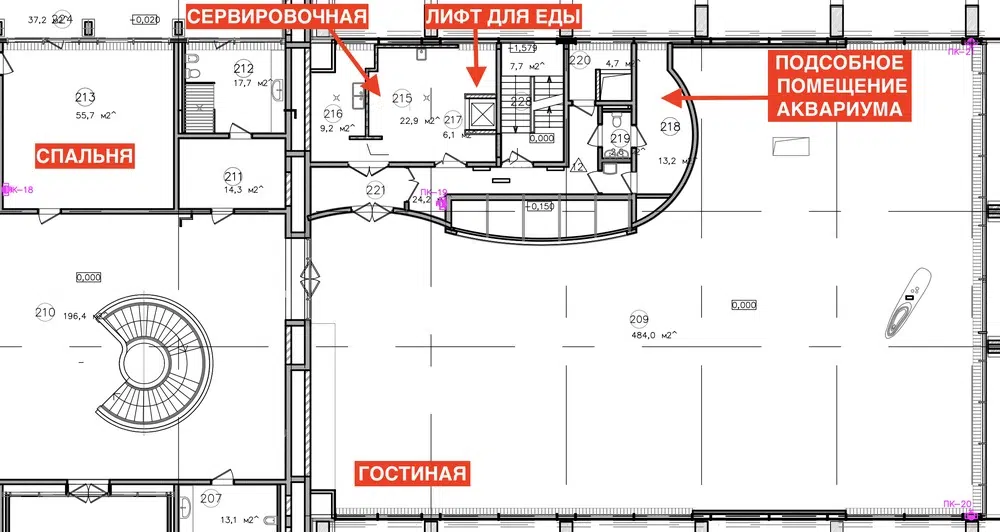 37,2 м2^
224
-0,020
СЕРВИРОВОЧНАЯ
ЛИФТ ДЛЯ ЕДЫ
-1,579
7,7 м2^
220
4,7 м2^
ПК-2
ПОДСОБНОЕ
ПОМЕЩЕНИЕ
АКВАРИУМА
212
17,7 м2^
213
55,7 м2^
215
22,9 м2^
216
9,2 м2^
217
6,1 м2^
0,000
219
218
13,2 м2^
СПАЛЬНЯ
211
14,3 м2^
ПК-18
221
24,2
ПК-19
12
-0,150
0,000
210
196,4 м2^
0,000
209
484,0 м2^
ГОСТИНАЯ
207
13,1 м2^
ПК-20